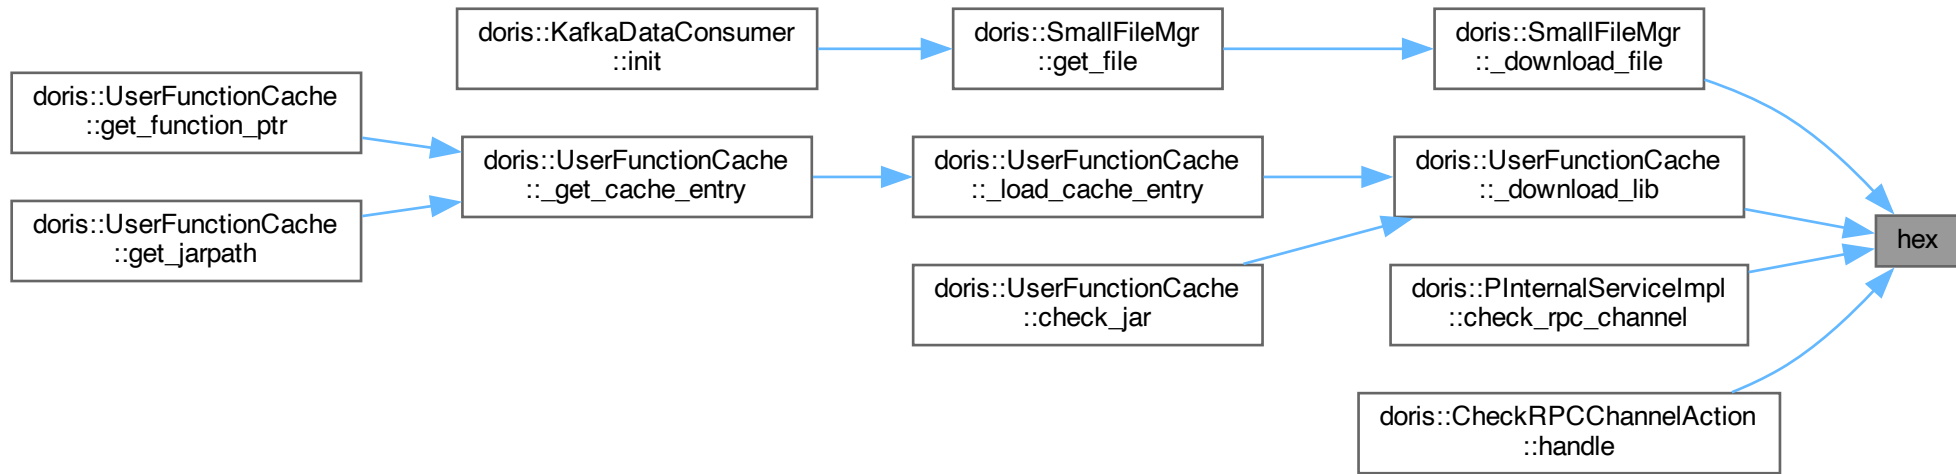 doris::KafkaDataConsumer
::init
doris::SmallFileMgr
::get_file
doris::SmallFileMgr
::_download_file
doris::UserFunctionCache
::get_function_ptr
doris::UserFunctionCache
::_get_cache_entry
doris::UserFunctionCache
::_load_cache_entry
doris::UserFunctionCache
::_download_lib
doris::UserFunctionCache
::get_jarpath
hex
doris::UserFunctionCache
::check_jar
doris::PInternalServiceImpl
::check_rpc_channel
doris::CheckRPCChannelAction
::handle